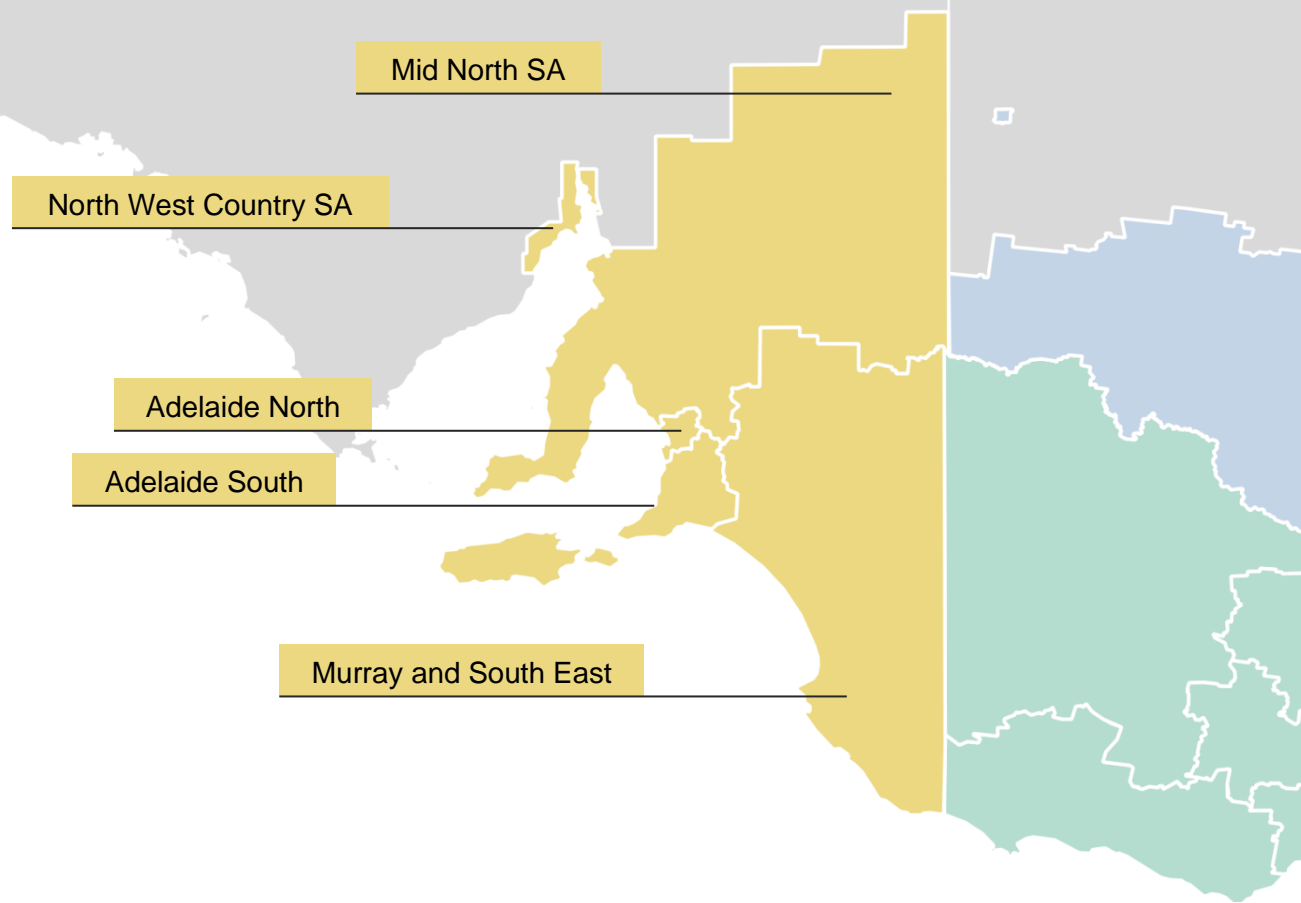 Mid North SA
North West Country SA
Adelaide North
Adelaide South
Murray and South East